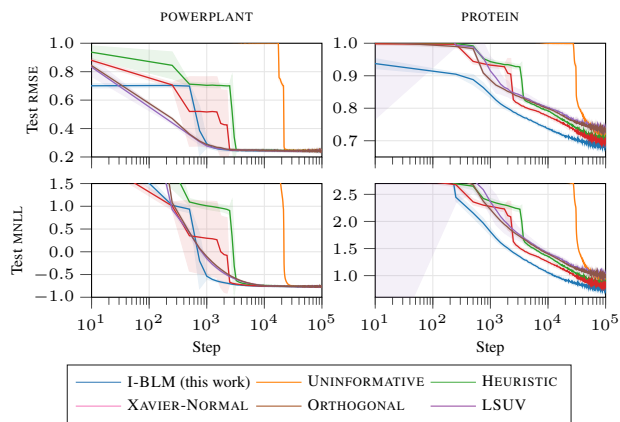 POWERPLANT PROTEIN
Test RMSE
1.0
0.8
0.6
0.4
0.2
1.0
0.9
0.8
0.7
Test MNLL
1.5
1.0
0.5
0.0
−0.5
−1.0
2.5
2.0
1.5
1.0
10^1 10^2 10^3 10^4 10^5
10^1 10^2 10^3 10^4 10^5
Step Step
I-BLM (this work) UNINFORMATIVE HEURISTIC
XAVIER-NORMAL ORTHOGONAL LSUV